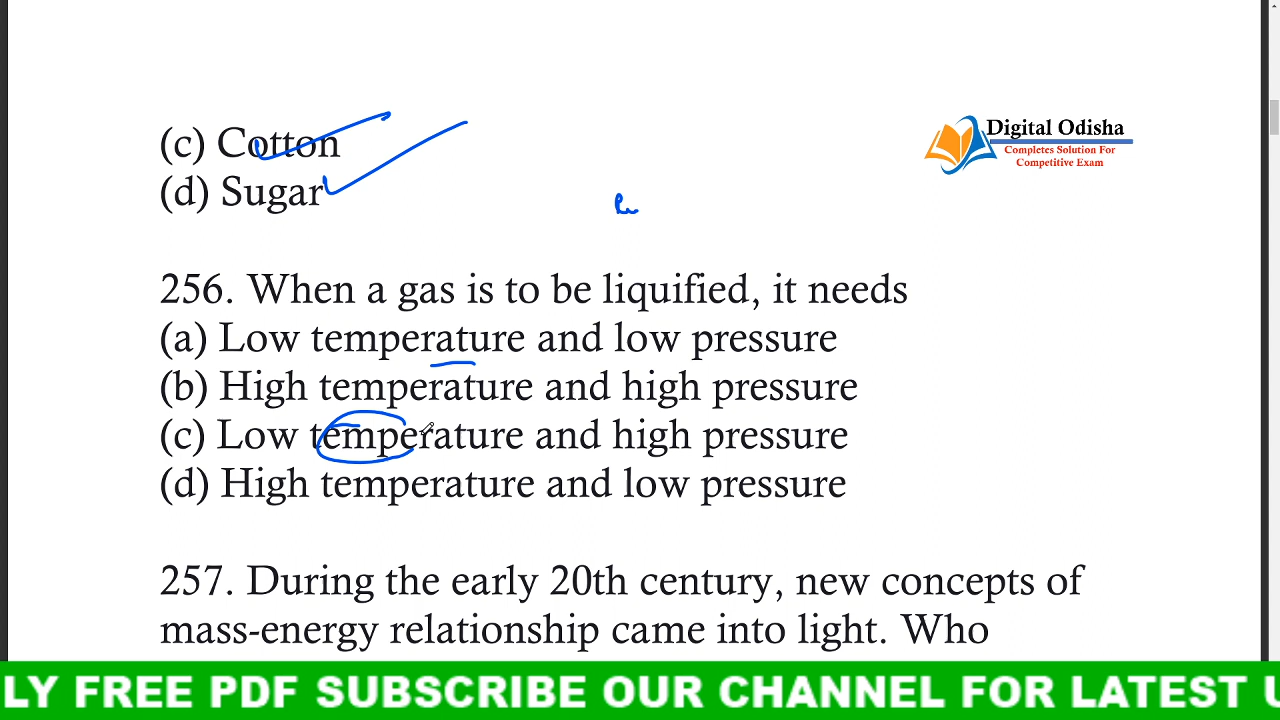 (c) Cotton
(d) Sugar
Digital Odisha
Completes Solution For
Competitive Exam
256. When a gas is to be liquified, it needs
(a) Low temperature and low pressure
(b) High temperature and high pressure
(c) Low temperature and high pressure
(d) High temperature and low pressure
257. During the early 20th century, new concepts of
mass-energy relationship came into light. Who
LY FREE PDF SUBSCRIBE OUR CHANNEL FOR LATEST